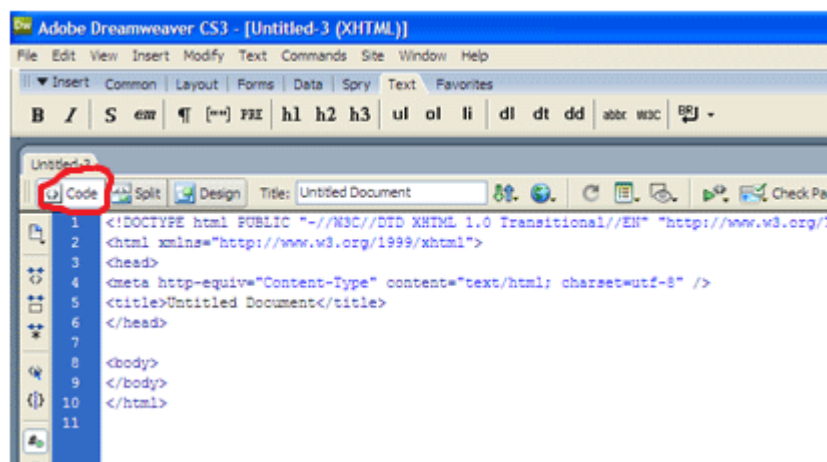 Dw Adobe Dreamweaver CS3 - [Untitled-3 (XHTML)]
File Edit View Insert Modify Text Commands Site Window Help
Insert Common Layout Forms Data Spry Text Favorites
B I S em ¶ [""] PRE h1 h2 h3 ul ol li dl dt dd abbr. W3C BR
Untitled-3
Code Split Design Title: Untitled Document Check Pa
1 <!DOCTYPE html PUBLIC "-//W3C//DTD XHTML 1.0 Transitional//EN" "http://www.w3.org/
2 <html xmlns="http://www.w3.org/1999/xhtml">
3 <head>
4 <meta http-equiv="Content-Type" content="text/html; charset=utf-8" />
5 <title>Untitled Document</title>
6 </head>
7
8 <body>
9 </body>
10 </html>
11